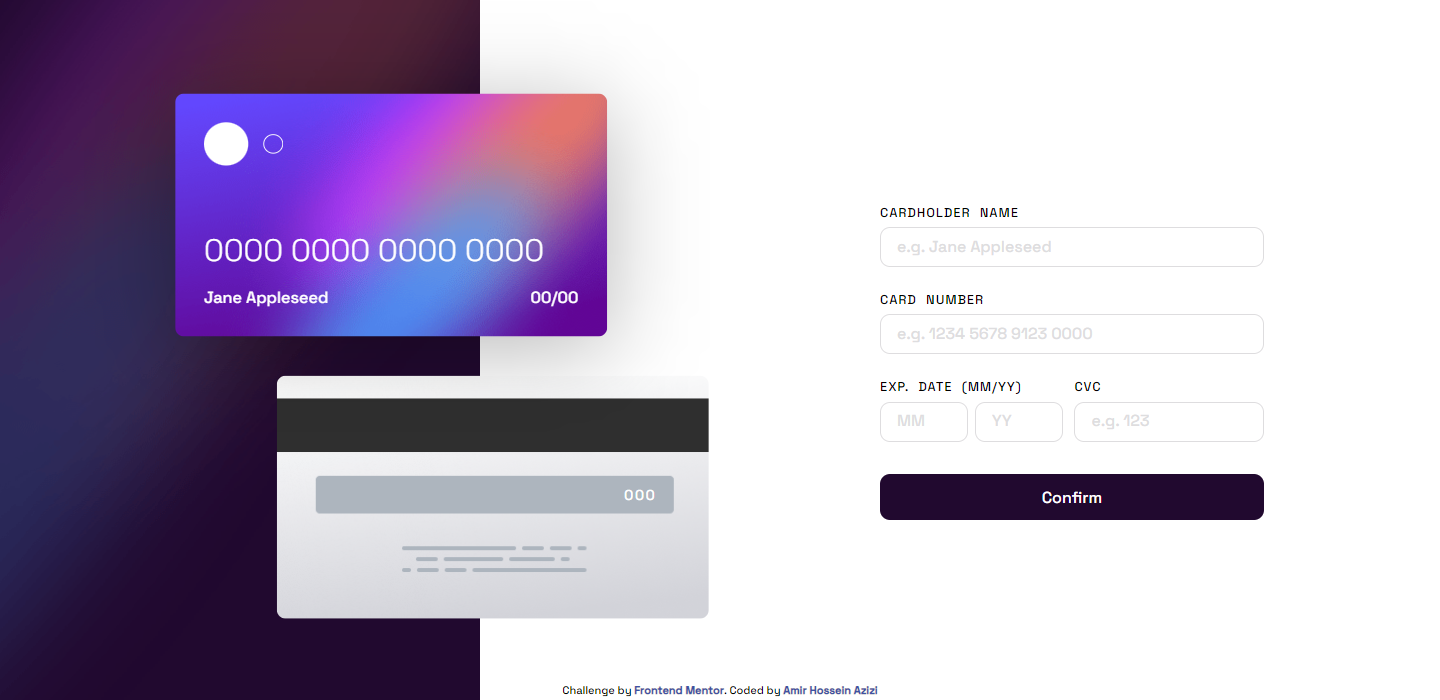 0000 0000 0000 0000
Jane Appleseed 00/00
000
CARDHOLDER NAME
e.g. Jane Appleseed
CARD NUMBER
e.g. 1234 5678 9123 0000
EXP. DATE (MM/YY) CVC
MM YY e.g. 123
Confirm
Challenge by Frontend Mentor. Coded by Amir Hossein Azizi